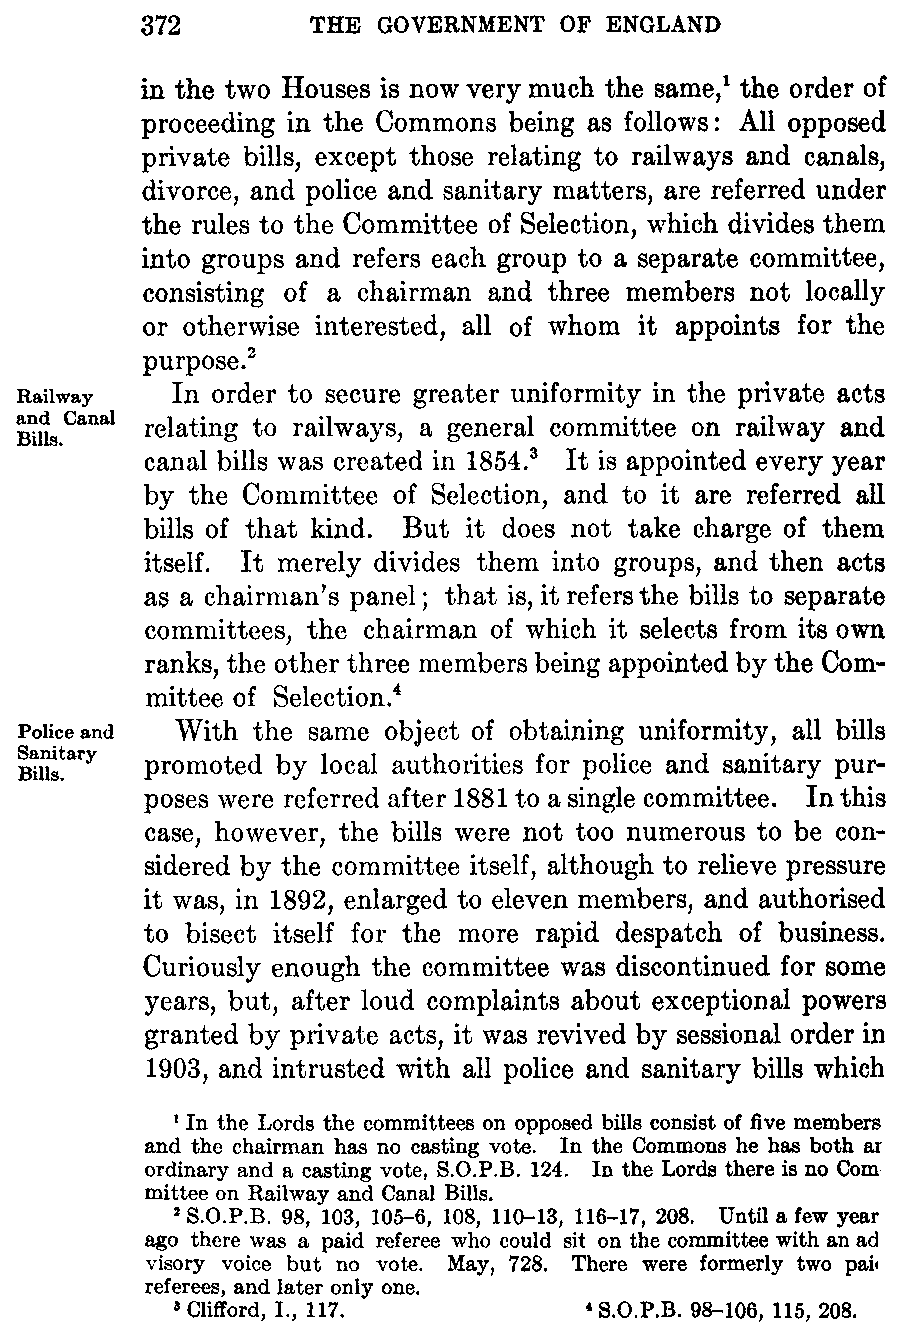 372 THE GOVERNMENT OF ENGLAND
in the two Houses is now very much the same,¹ the order of
proceeding in the Commons being as follows: All opposed
private bills, except those relating to railways and canals,
divorce, and police and sanitary matters, are referred under
the rules to the Committee of Selection, which divides them
into groups and refers each group to a separate committee,
consisting of a chairman and three members not locally
or otherwise interested, all of whom it appoints for the
purpose.²
Railway
and Canal
Bills.
In order to secure greater uniformity in the private acts
relating to railways, a general committee on railway and
canal bills was created in 1854.³ It is appointed every year
by the Committee of Selection, and to it are referred all
bills of that kind. But it does not take charge of them
itself. It merely divides them into groups, and then acts
as a chairman's panel; that is, it refers the bills to separate
committees, the chairman of which it selects from its own
ranks, the other three members being appointed by the Com-
mittee of Selection.⁴
Police and
Sanitary
Bills.
With the same object of obtaining uniformity, all bills
promoted by local authorities for police and sanitary pur-
poses were referred after 1881 to a single committee. In this
case, however, the bills were not too numerous to be con-
sidered by the committee itself, although to relieve pressure
it was, in 1892, enlarged to eleven members, and authorised
to bisect itself for the more rapid despatch of business.
Curiously enough the committee was discontinued for some
years, but, after loud complaints about exceptional powers
granted by private acts, it was revived by sessional order in
1903, and intrusted with all police and sanitary bills which
¹ In the Lords the committees on opposed bills consist of five members
and the chairman has no casting vote. In the Commons he has both ar
ordinary and a casting vote, S.O.P.B. 124. In the Lords there is no Com
mittee on Railway and Canal Bills.
² S.O.P.B. 98, 103, 105–6, 108, 110–13, 116–17, 208. Until a few year
ago there was a paid referee who could sit on the committee with an ad
visory voice but no vote. May, 728. There were formerly two pai
referees, and later only one.
³ Clifford, I., 117. ⁴ S.O.P.B. 98–106, 115, 208.